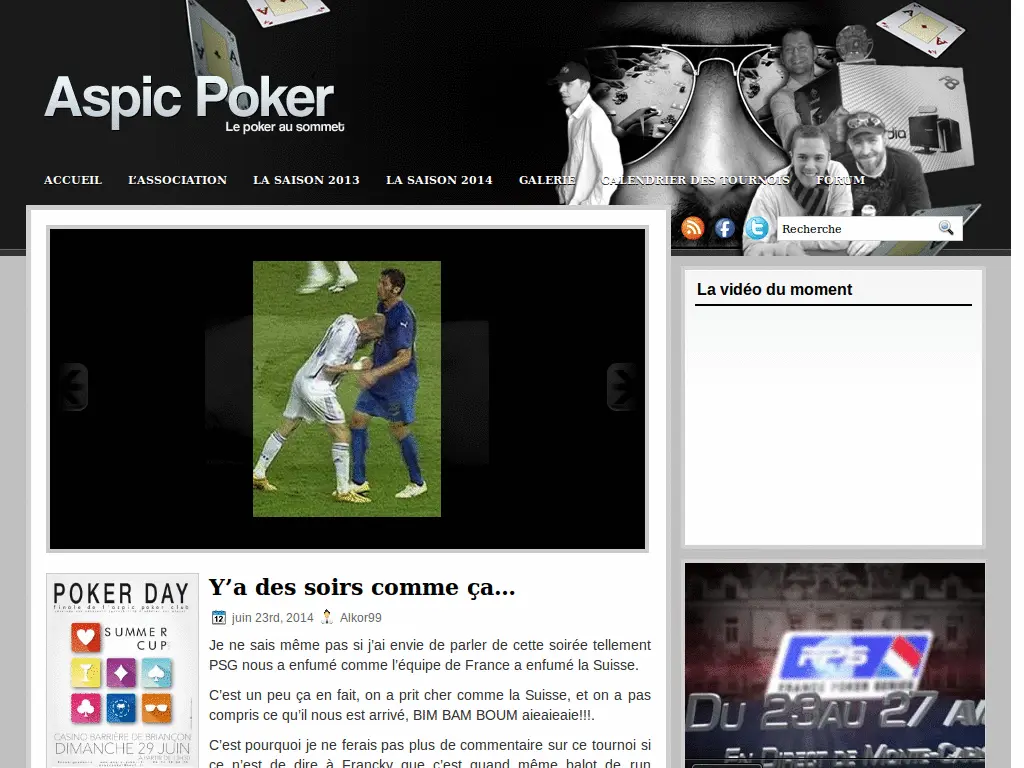 Aspic Poker
Le poker au sommet
ACCUEIL L'ASSOCIATION LA SAISON 2013 LA SAISON 2014 GALERIE CALENDRIER DES TOURNOIS FORUM
Recherche
La vidéo du moment
Y'a des soirs comme ça...
12 juin 23rd, 2014 Alkor99
Je ne sais même pas si j'ai envie de parler de cette soirée tellement
PSG nous a enfumé comme l'équipe de France a enfumé la Suisse.
C'est un peu ça en fait, on a prit cher comme la Suisse, et on a pas
compris ce qu'il nous est arrivé, BIM BAM BOUM aieaieaie!!!.
C'est pourquoi je ne ferais pas plus de commentaire sur ce tournoi si
ce n'est de dire à Francky que c'est quand même balot de run
POKER DAY
finale de l'aspic poker club
SUMMER
CUP
CASINO BARRIÈRE DE BRIANÇON
DIMANCHE 29 JUIN
FPS
FRANCE POKER SERIES
DU 23 AU 27 AV
EN DIRECT DE MONTE-CARLO